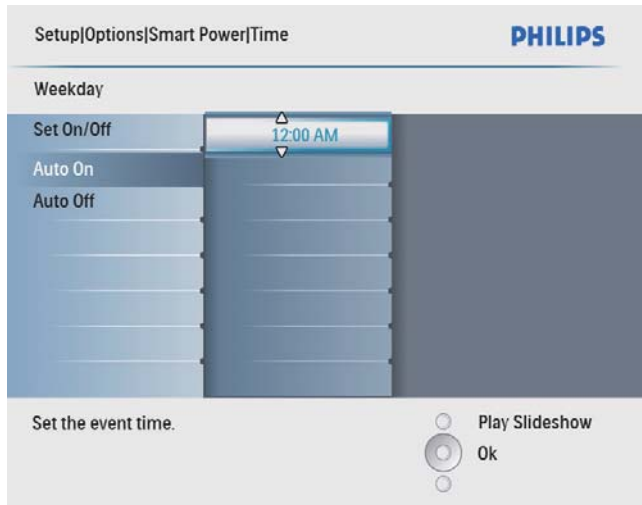 Setup|Options|Smart Power|Time
PHILIPS
Weekday
Set On/Off
12:00 AM
Auto On
Auto Off
Set the event time.
Play Slideshow
Ok